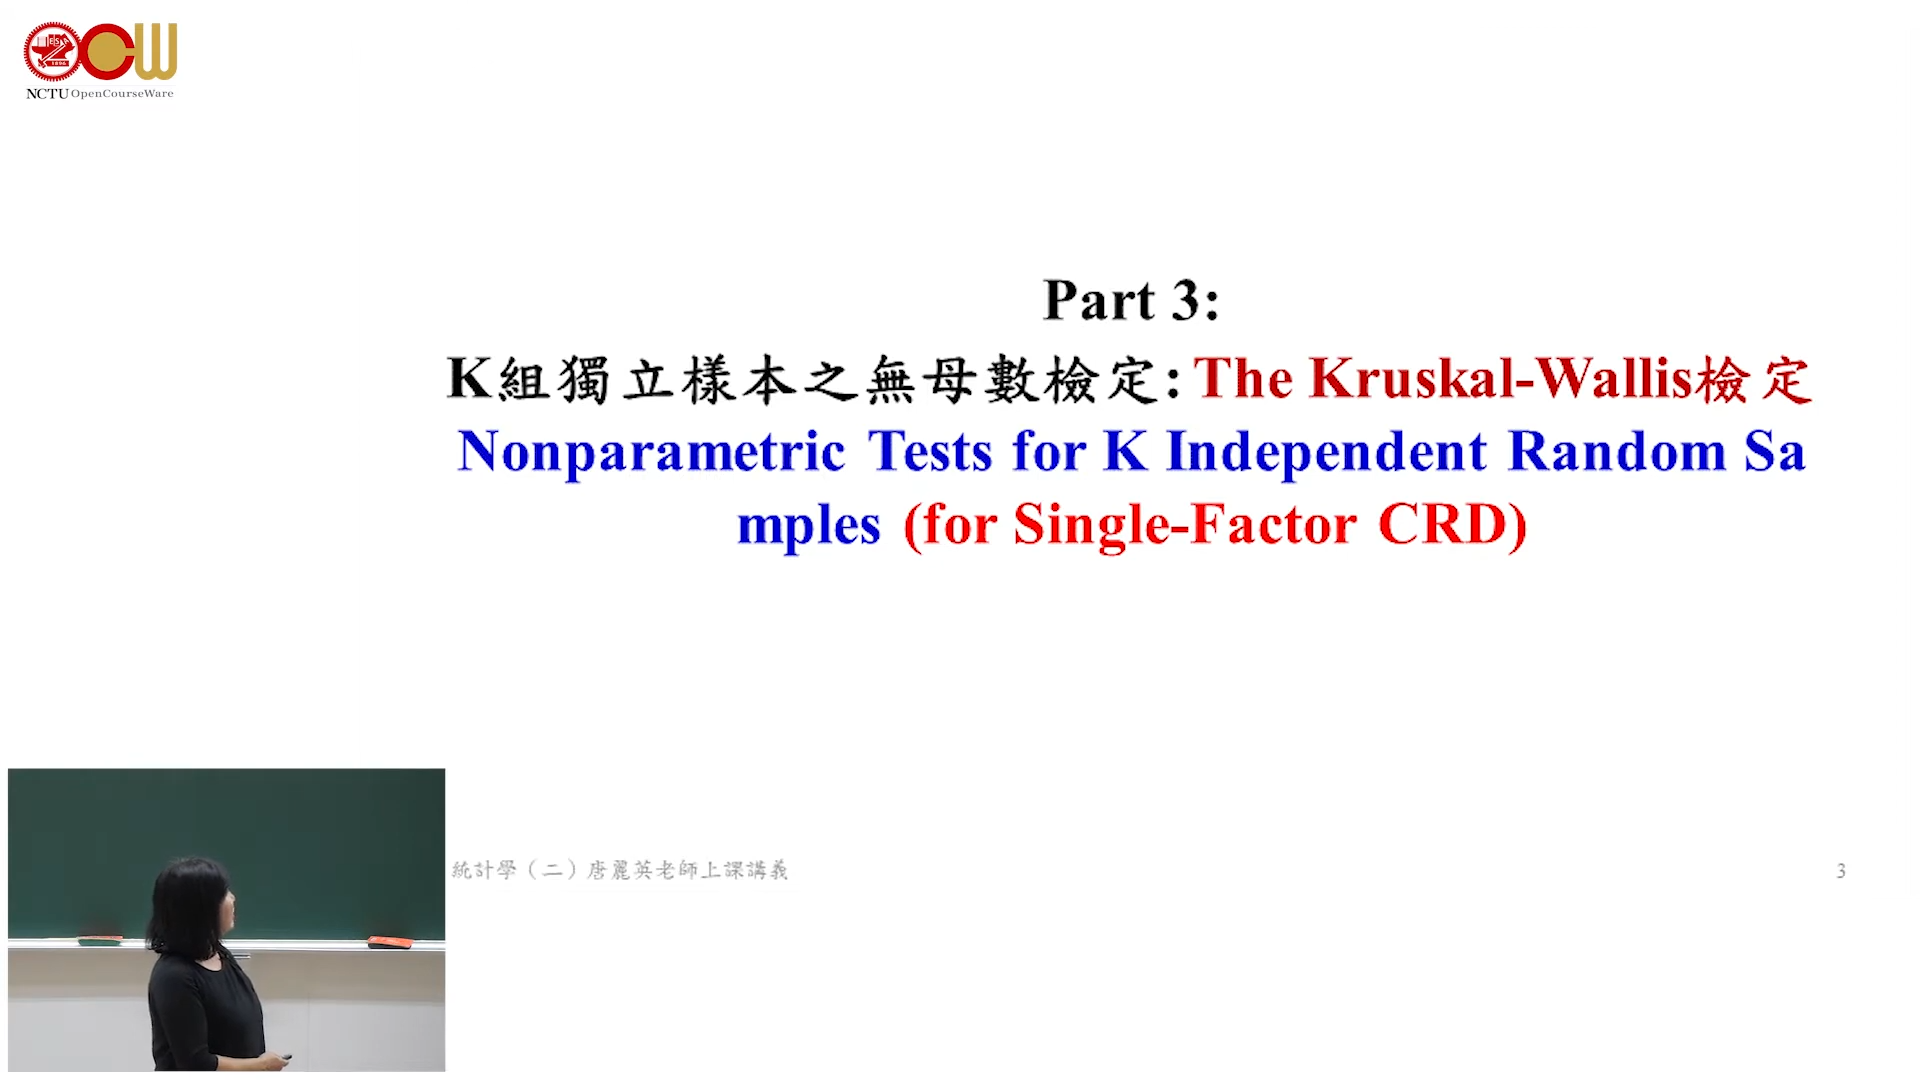 NCTU OpenCourseWare
Part 3:
K組獨立樣本之無母數檢定: The Kruskal-Wallis檢定
Nonparametric Tests for K Independent Random Sa
mples (for Single-Factor CRD)
統計學（二）唐麗英老師上課講義
3